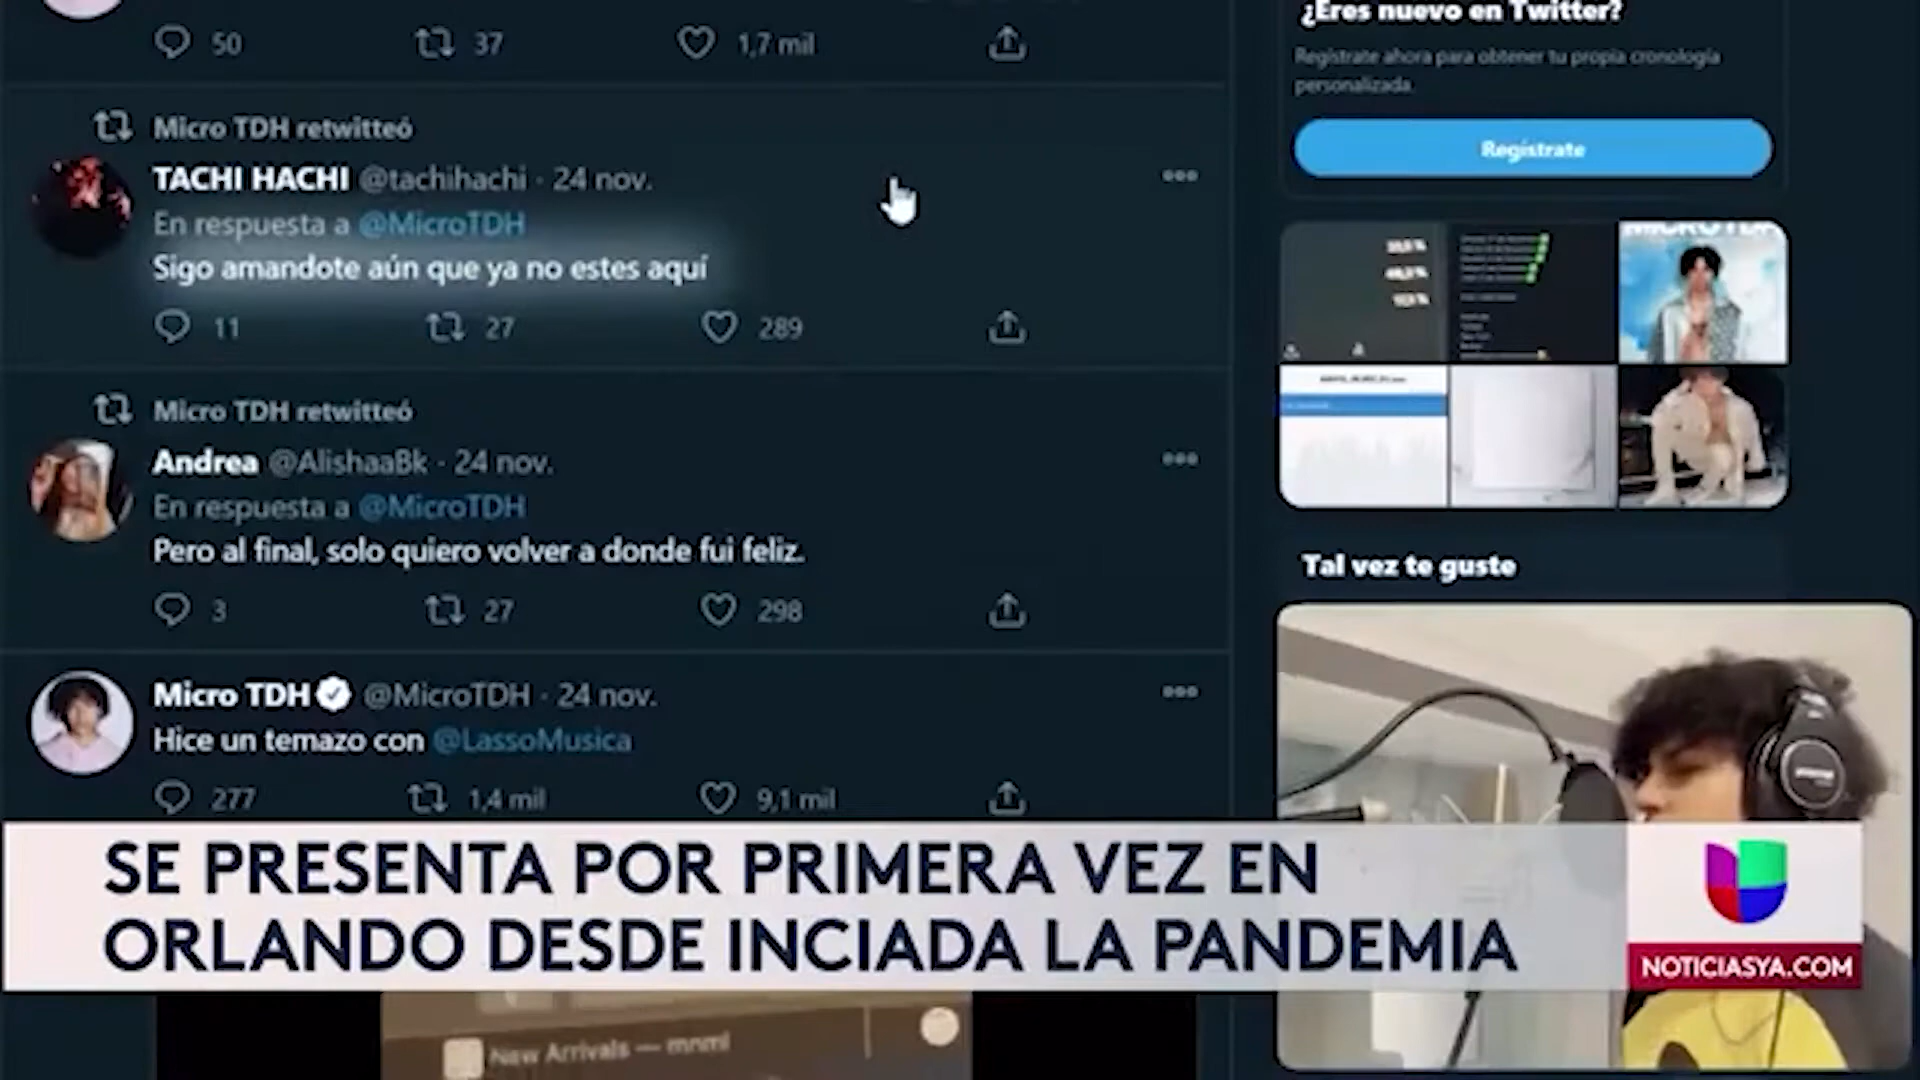 50 37 1,7 mil
Micro TDH retwitteó
TACHI HACHI @tachihachi · 24 nov.
En respuesta a @MicroTDH
Sigo amandote aún que ya no estes aquí
11 27 289
Micro TDH retwitteó
Andrea @AlishaaBk · 24 nov.
En respuesta a @MicroTDH
Pero al final, solo quiero volver a donde fui feliz.
3 27 298
Micro TDH @MicroTDH · 24 nov.
Hice un temazo con @LassoMusica
277 1,4 mil 9,1 mil
¿Eres nuevo en Twitter?
Regístrate ahora para obtener tu propia cronología
personalizada.
Regístrate
MICROTDH
Tal vez te guste
SE PRESENTA POR PRIMERA VEZ EN
ORLANDO DESDE INCIADA LA PANDEMIA
NOTICIASYA.COM
New Arrivals — mnml